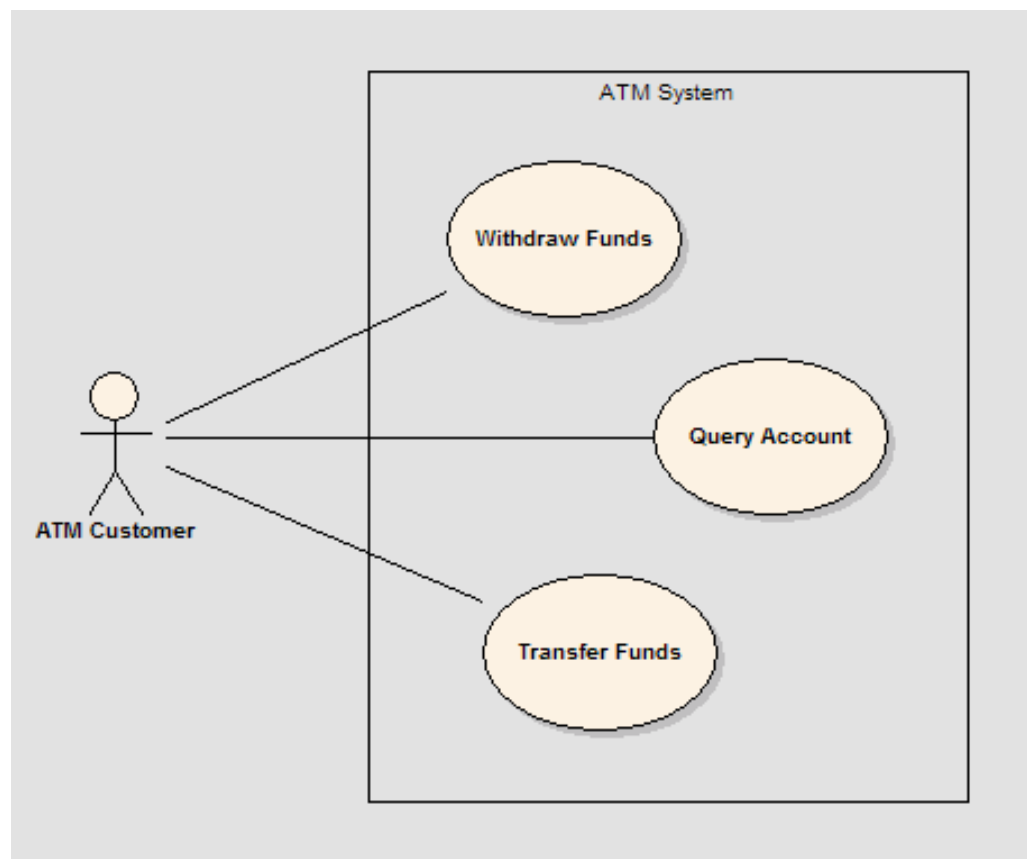 ATM System
Withdraw Funds
Query Account
ATM Customer
Transfer Funds